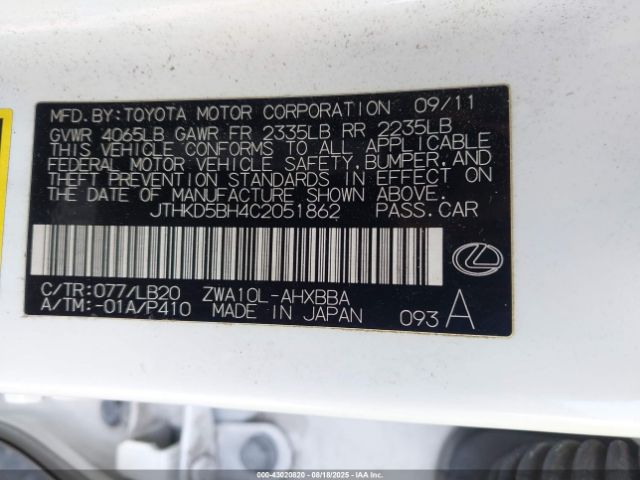 MFD.BY:TOYOTA MOTOR CORPORATION 09/11
GVWR 4065LB GAWR FR 2335LB RR 2235LB
THIS VEHICLE CONFORMS TO ALL APPLICABLE
FEDERAL MOTOR VEHICLE SAFETY, BUMPER, AND
THEFT PREVENTION STANDARDS IN EFFECT ON
THE DATE OF MANUFACTURE SHOWN ABOVE.
JTHKD5BH4C2051862 PASS.CAR
C/TR:077/LB20 ZWA10L-AHXBBA
A/TM:-01A/P410 MADE IN JAPAN 093 A
000-43020820 08/18/2025 - IAAI.COM